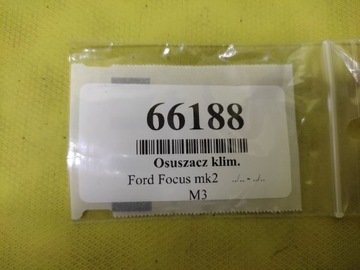 66188
Osuszacz klim.
Ford Focus mk2 ../.. - ../..
M3